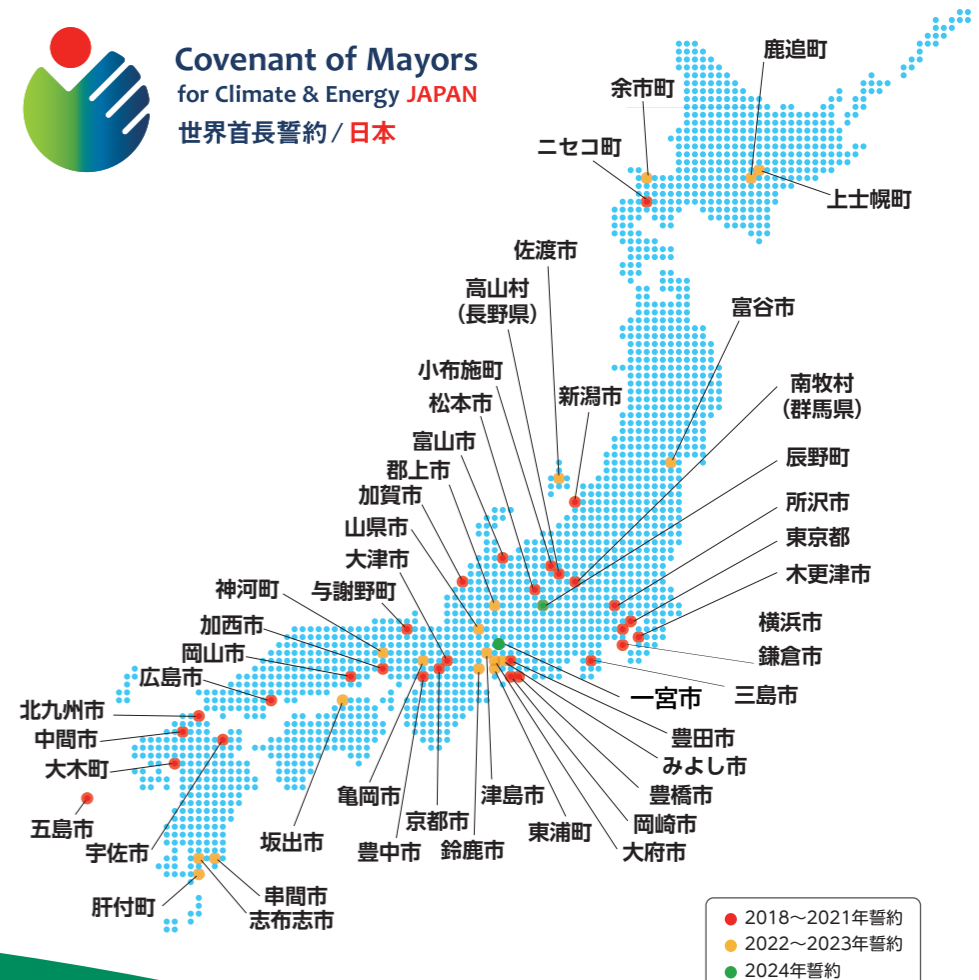 Covenant of Mayors
for Climate & Energy JAPAN
世界首長誓約/日本
鹿追町
余市町
ニセコ町
上士幌町
佐渡市
高山村
（長野県）
富谷市
小布施町
松本市
新潟市
南牧村
（群馬県）
富山市
郡上市
辰野町
加賀市
所沢市
山県市
東京都
大津市
木更津市
神河町
与謝野町
加西市
横浜市
岡山市
鎌倉市
広島市
三島市
一宮市
北九州市
中間市
豊田市
大木町
みよし市
亀岡市
津島市
豊橋市
五島市
京都市
東浦町
岡崎市
宇佐市
坂出市
豊中市
鈴鹿市
大府市
肝付町
串間市
志布志市
2018〜2021年誓約
2022〜2023年誓約
2024年誓約